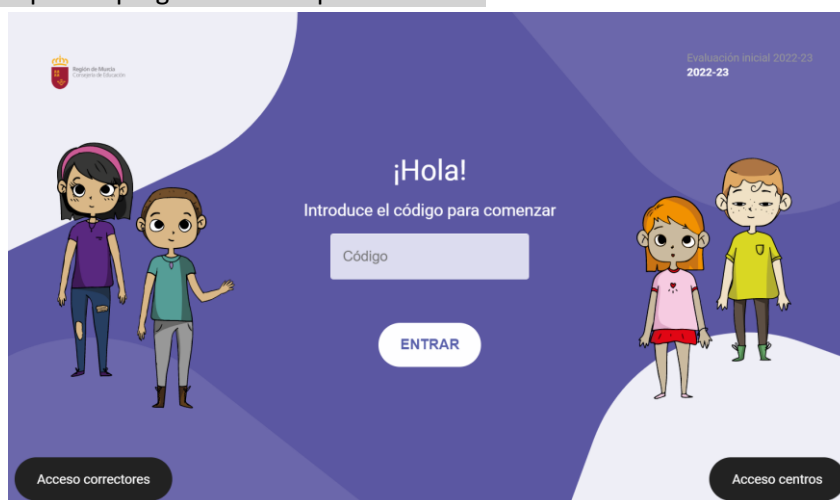 Región de Murcia
Consejería de Educación
Evaluación inicial 2022-23
2022-23
¡Hola!
Introduce el código para comenzar
Código
ENTRAR
Acceso correctores
Acceso centros